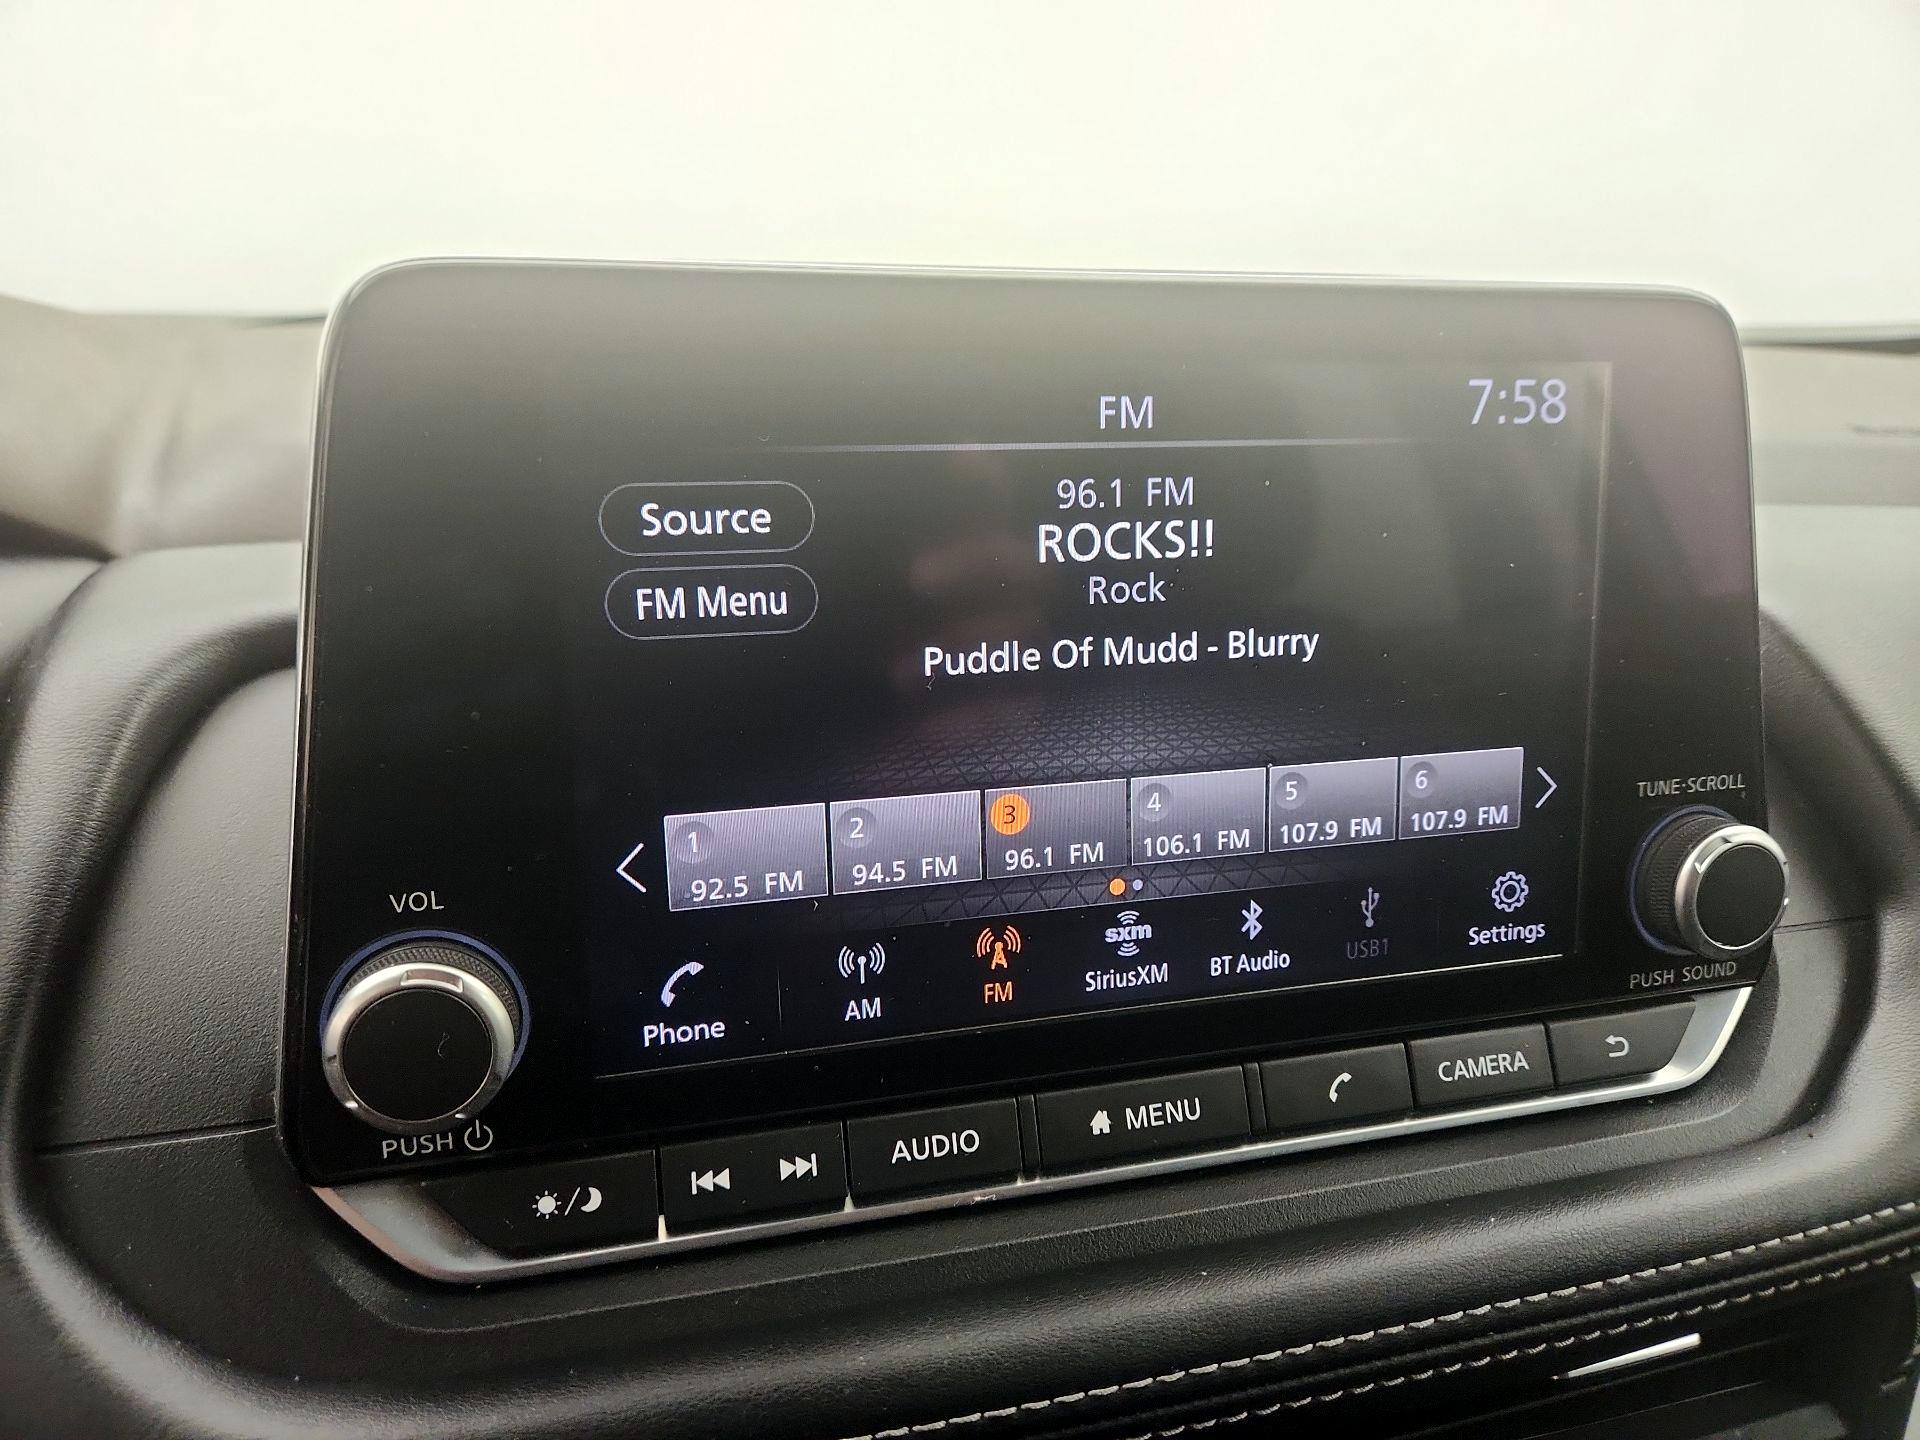 FM
7:58
Source
96.1 FM
ROCKS!!
Rock
FM Menu
Puddle Of Mudd - Blurry
1
92.5 FM
2
94.5 FM
3
96.1 FM
4
106.1 FM
5
107.9 FM
6
107.9 FM
Phone
AM
FM
sxm
SiriusXM
BT Audio
USB1
Settings
VOL
PUSH
TUNE·SCROLL
PUSH SOUND
AUDIO
MENU
CAMERA